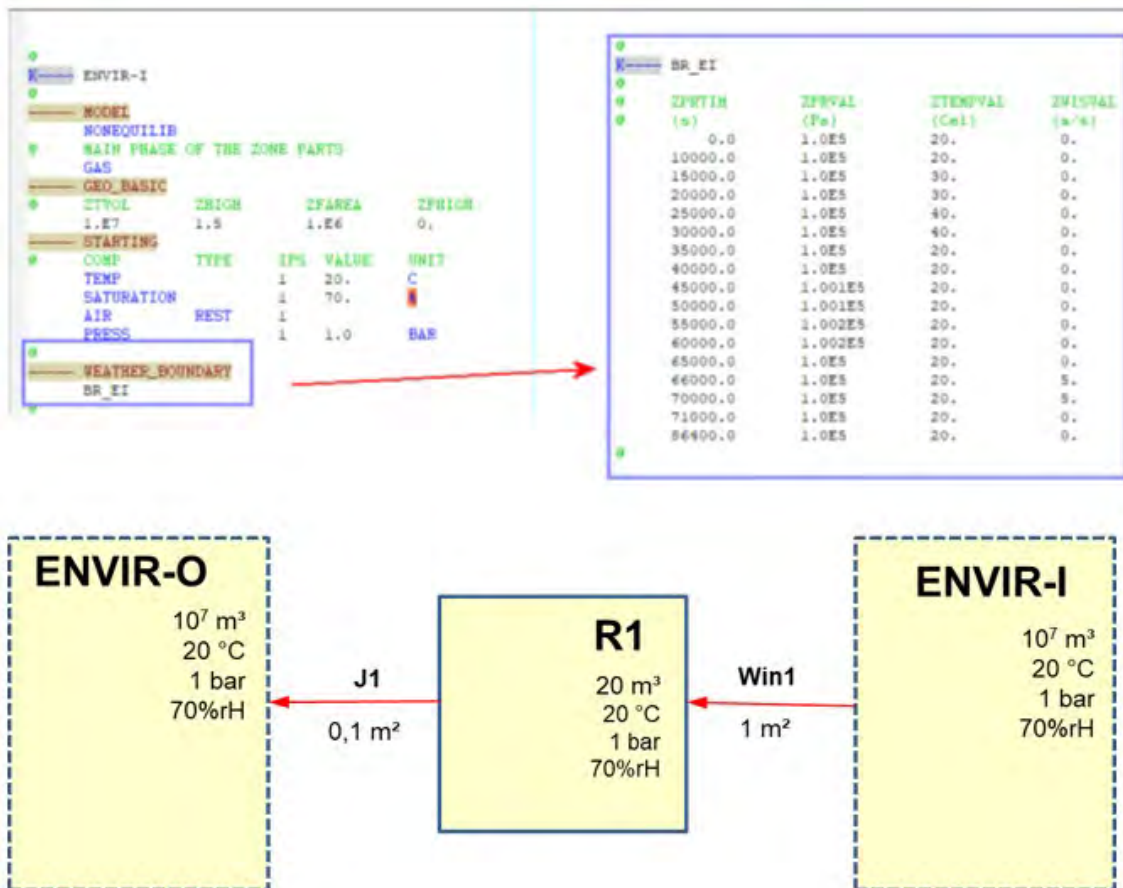 @
K---- ENVIR-I
@
----- MODEL
NONEQUILIB
@ MAIN PHASE OF THE ZONE PARTS
GAS
----- GEO_BASIC
@ ZTVOL ZHIGH ZFAREA ZFHIGH
1.E7 1.5 1.E6 0.
----- STARTING
@ COMP TYPE IPS VALUE UNIT
TEMP 1 20. C
SATURATION 1 70. %
AIR REST 1
PRESS 1 1.0 BAR
@
----- WEATHER_BOUNDARY
BR_EI
@
@
K---- BR_EI
@
@ ZPRTIM ZPRVAL ZTEMPVAL ZWISVAL
@ (s) (Pa) (Cel) (m/s)
0.0 1.0E5 20. 0.
10000.0 1.0E5 20. 0.
15000.0 1.0E5 30. 0.
20000.0 1.0E5 30. 0.
25000.0 1.0E5 40. 0.
30000.0 1.0E5 40. 0.
35000.0 1.0E5 20. 0.
40000.0 1.0E5 20. 0.
45000.0 1.001E5 20. 0.
50000.0 1.001E5 20. 0.
55000.0 1.002E5 20. 0.
60000.0 1.002E5 20. 0.
65000.0 1.0E5 20. 0.
66000.0 1.0E5 20. 5.
70000.0 1.0E5 20. 5.
71000.0 1.0E5 20. 0.
86400.0 1.0E5 20. 0.
@
ENVIR-O
10⁷ m³
20 °C
1 bar
70%rH
J1
0,1 m²
R1
20 m³
20 °C
1 bar
70%rH
Win1
1 m²
ENVIR-I
10⁷ m³
20 °C
1 bar
70%rH